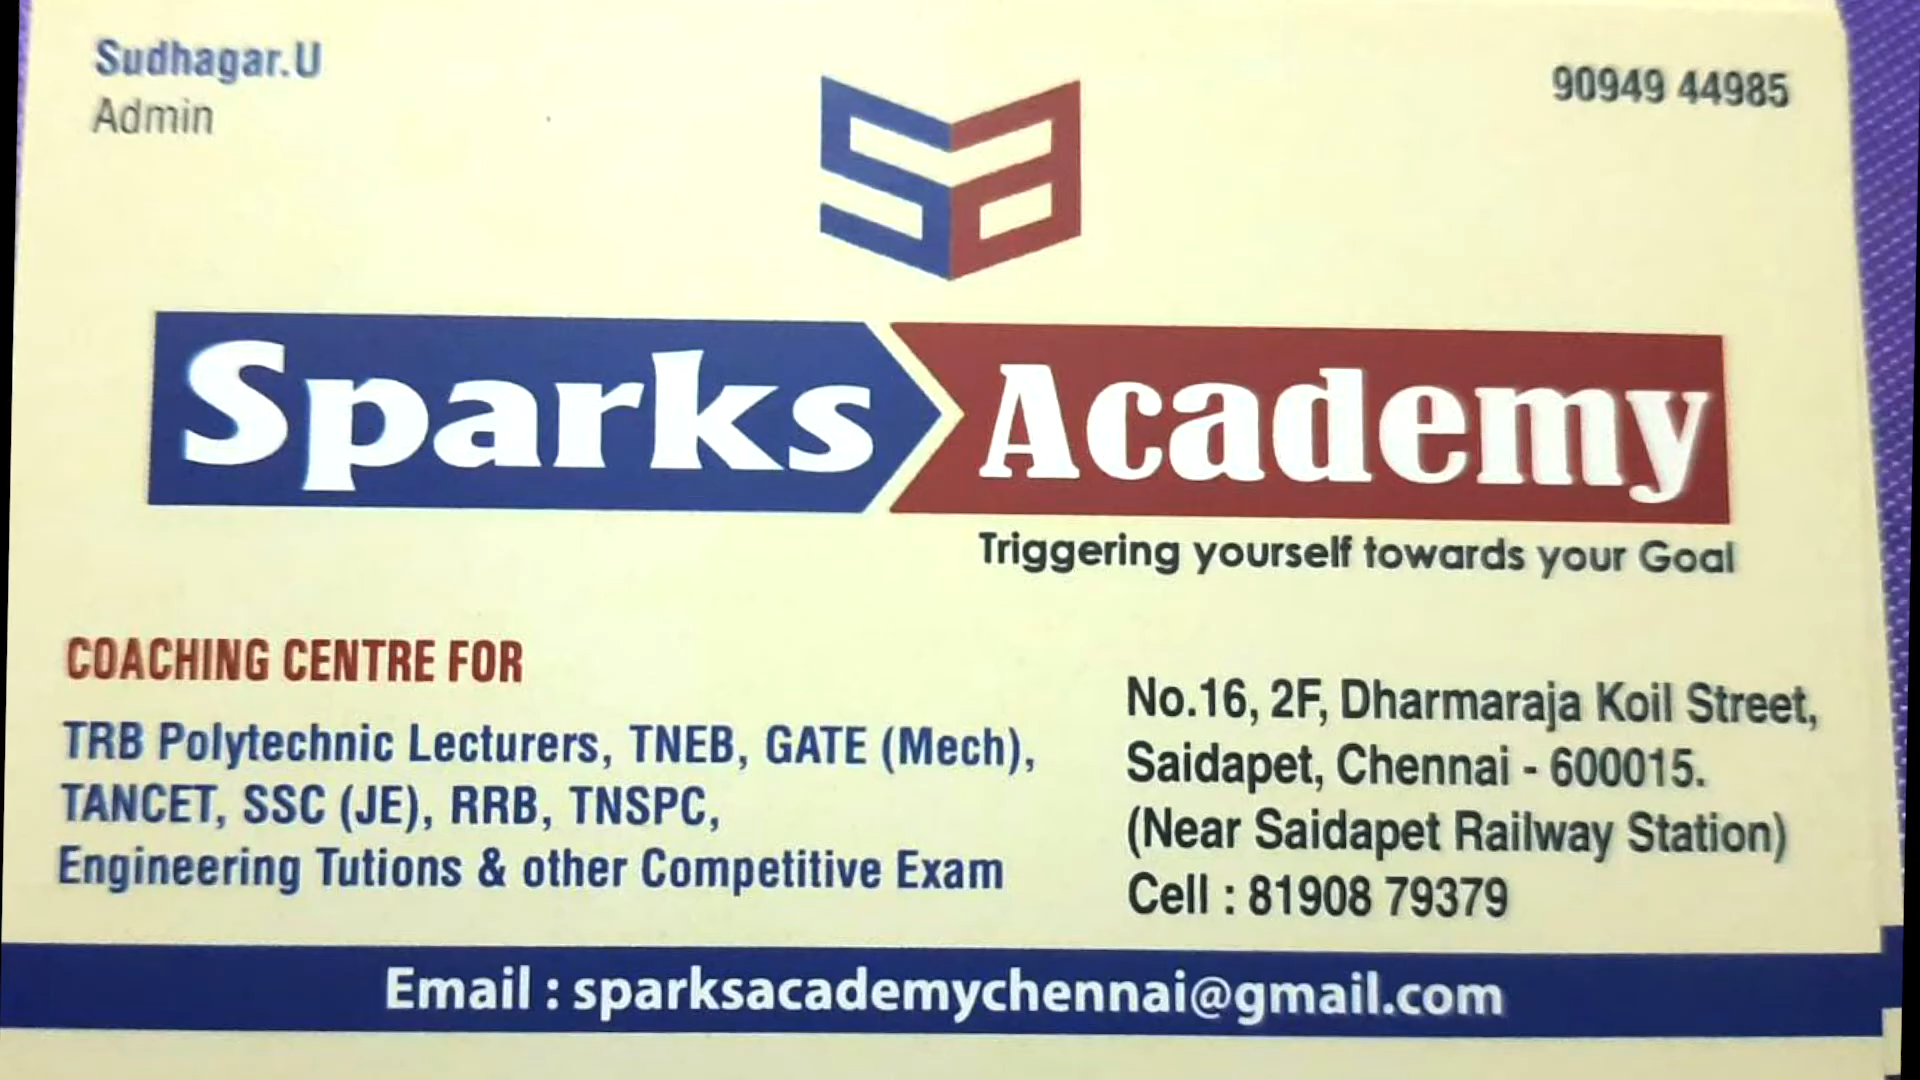 Sudhagar.U
Admin
90949 44985
sa
Sparks Academy
Triggering yourself towards your Goal
COACHING CENTRE FOR
TRB Polytechnic Lecturers, TNEB, GATE (Mech),
TANCET, SSC (JE), RRB, TNSPC,
Engineering Tutions & other Competitive Exam
No.16, 2F, Dharmaraja Koil Street,
Saidapet, Chennai - 600015.
(Near Saidapet Railway Station)
Cell : 81908 79379
Email : sparksacademychennai@gmail.com